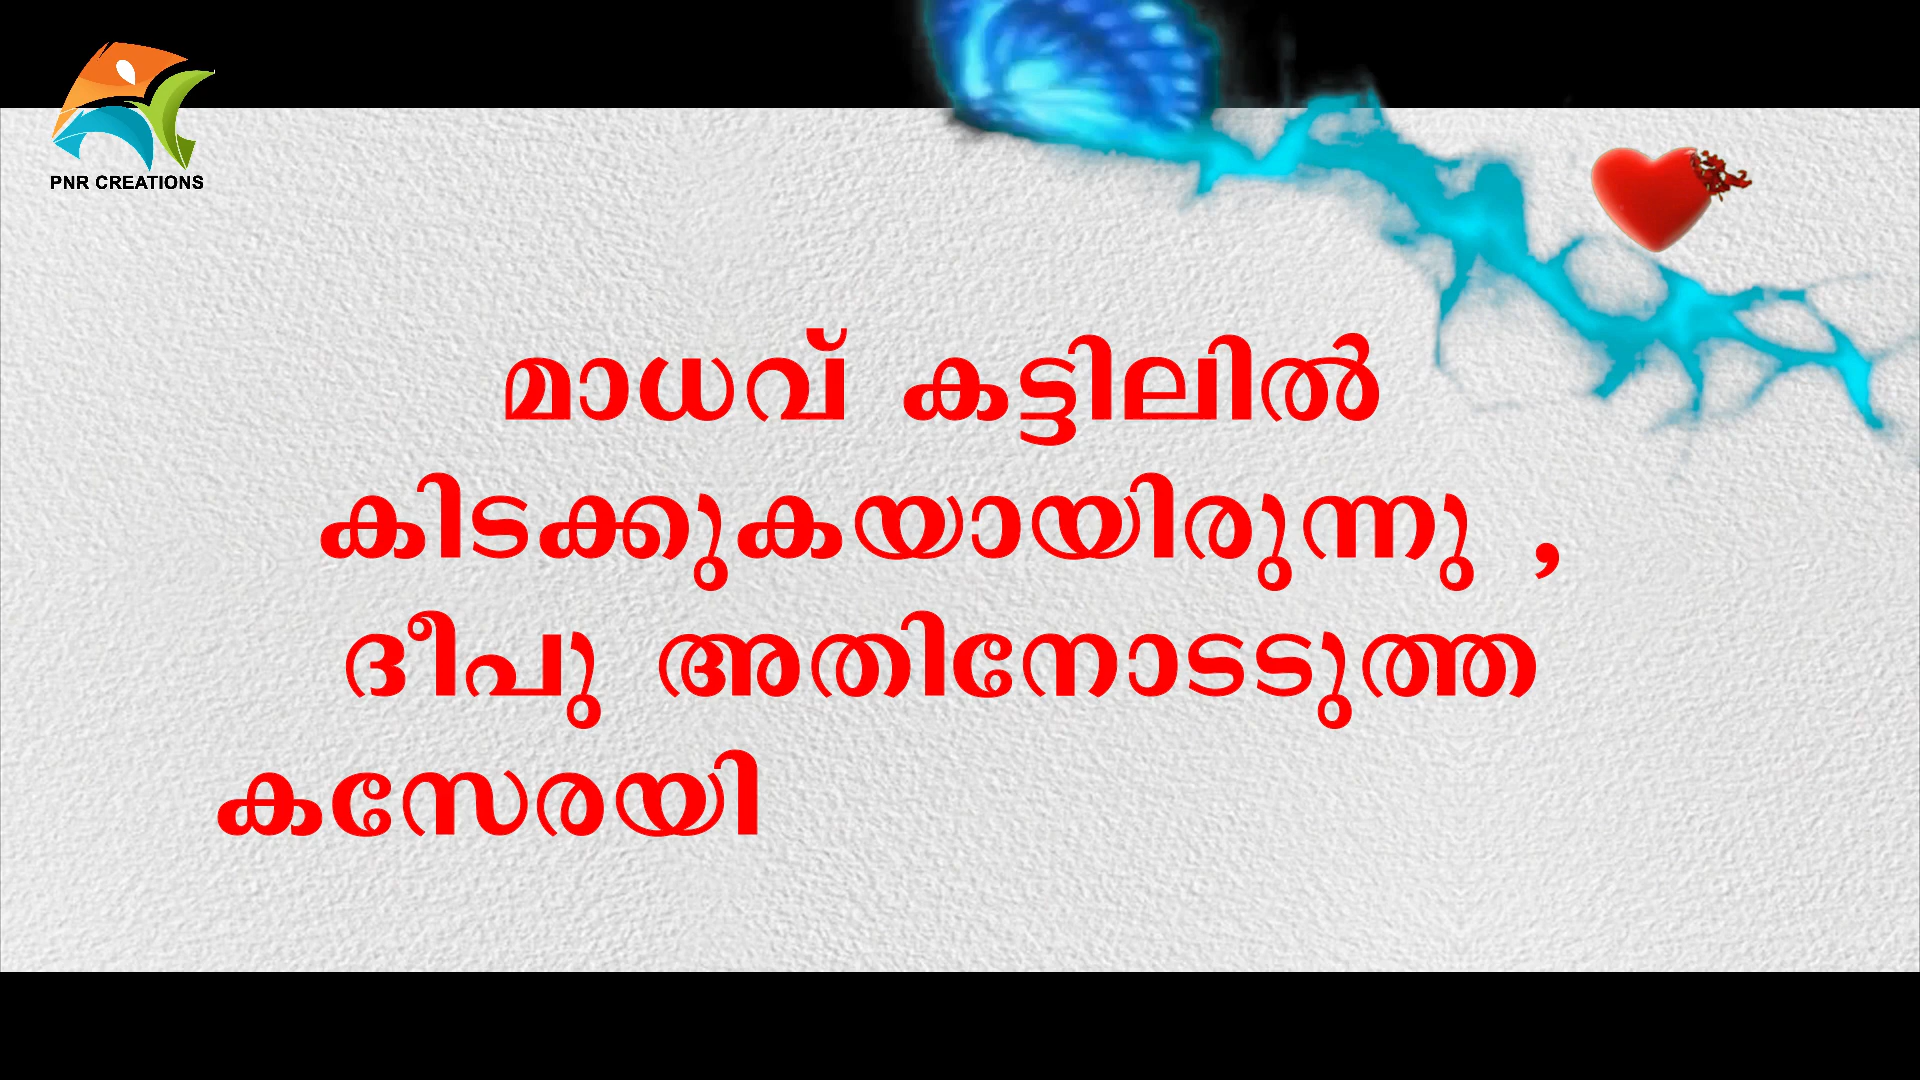 PNR CREATIONS
മാധവ് കട്ടിലിൽ
കിടക്കുകയായിരുന്നു ,
ദീപു അതിനോടടുത്ത
കസേരയി